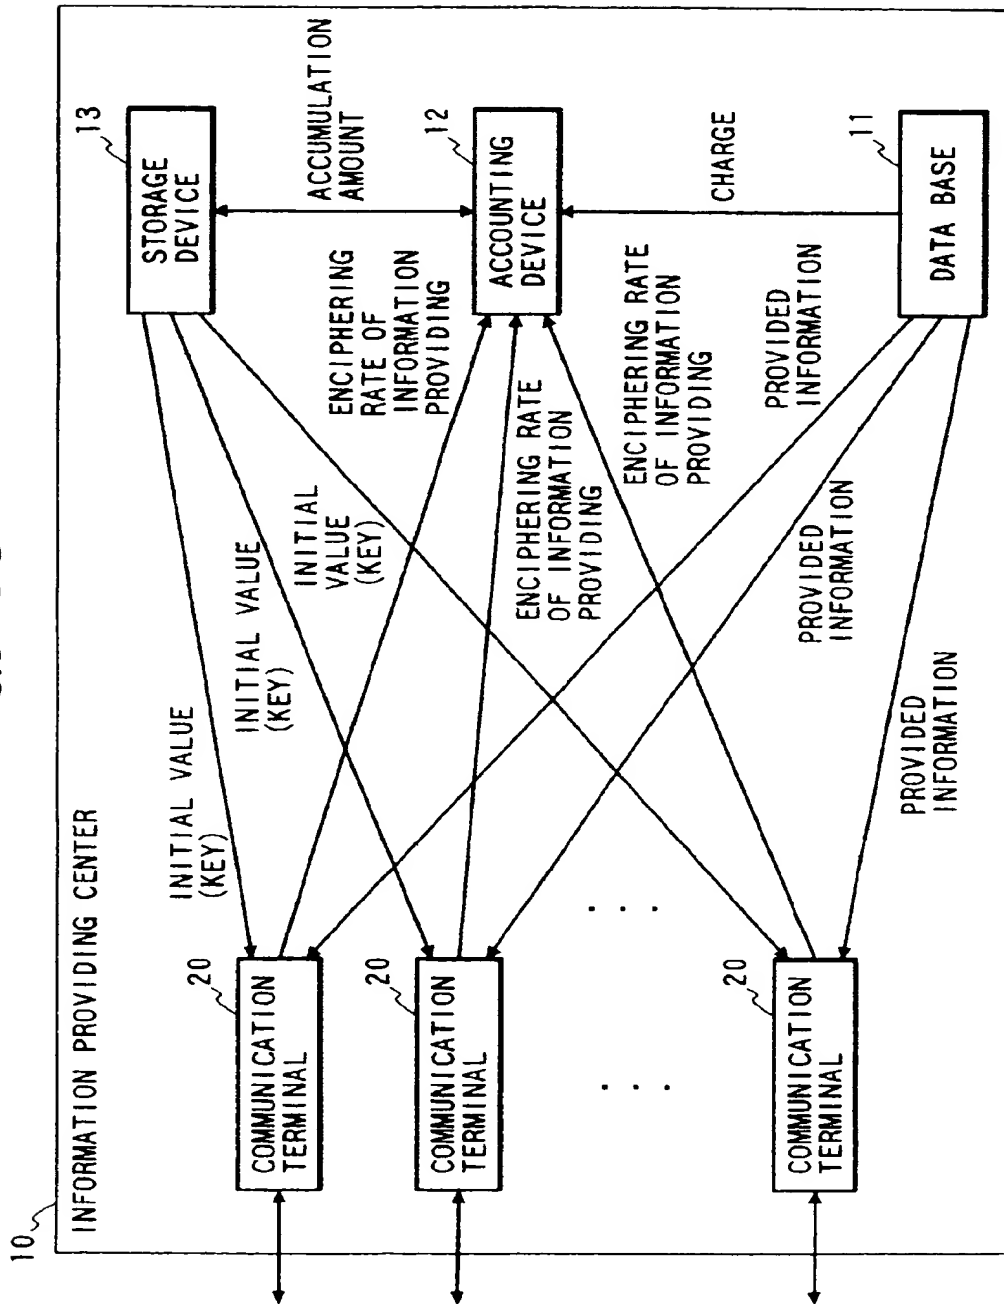 10
INFORMATION PROVIDING CENTER
13
STORAGE
DEVICE
ACCUMULATION
AMOUNT
12
ACCOUNTING
DEVICE
CHARGE
11
DATA BASE
INITIAL VALUE
(KEY)
INITIAL VALUE
(KEY)
INITIAL
VALUE
(KEY)
ENCIPHERING
RATE OF
INFORMATION
PROVIDING
ENCIPHERING RATE
OF INFORMATION
PROVIDING
ENCIPHERING RATE
OF INFORMATION
PROVIDING
PROVIDED
INFORMATION
PROVIDED
INFORMATION
PROVIDED
INFORMATION
20
COMMUNICATION
TERMINAL
20
COMMUNICATION
TERMINAL
. . .
. . .
20
COMMUNICATION
TERMINAL